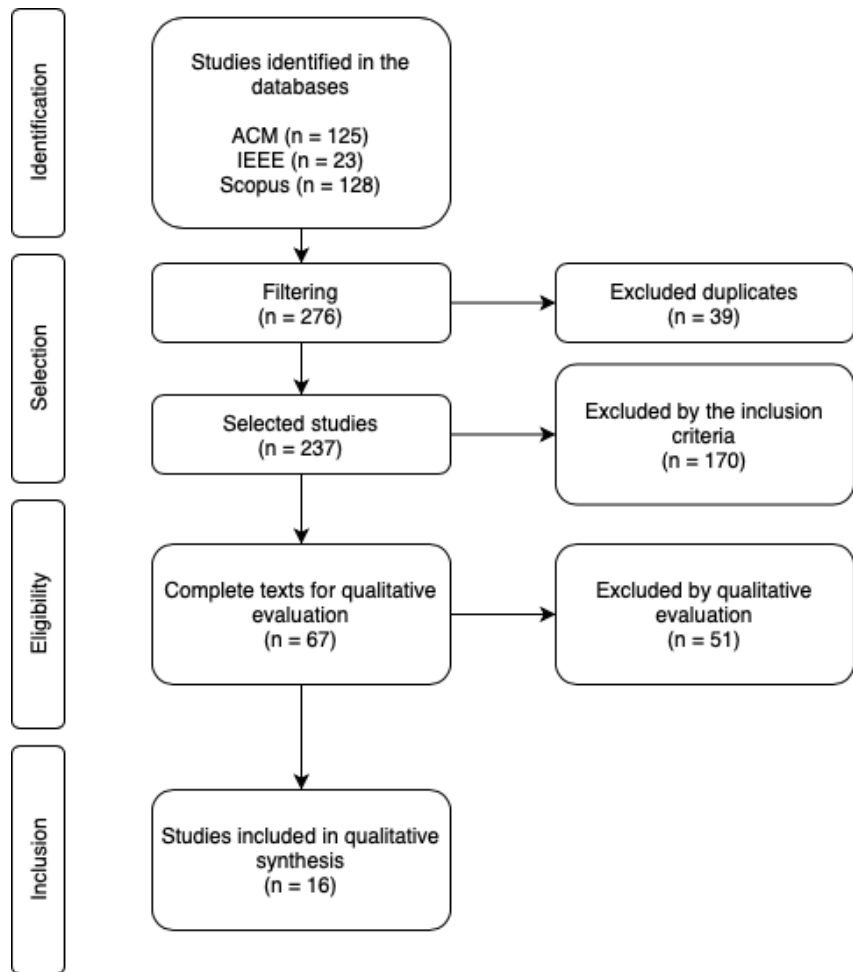 Identification
Studies identified in the
databases
ACM (n = 125)
IEEE (n = 23)
Scopus (n = 128)
Selection
Filtering
(n = 276)
Excluded duplicates
(n = 39)
Selected studies
(n = 237)
Excluded by the inclusion
criteria
(n = 170)
Eligibility
Complete texts for qualitative
evaluation
(n = 67)
Excluded by qualitative
evaluation
(n = 51)
Inclusion
Studies included in qualitative
synthesis
(n = 16)